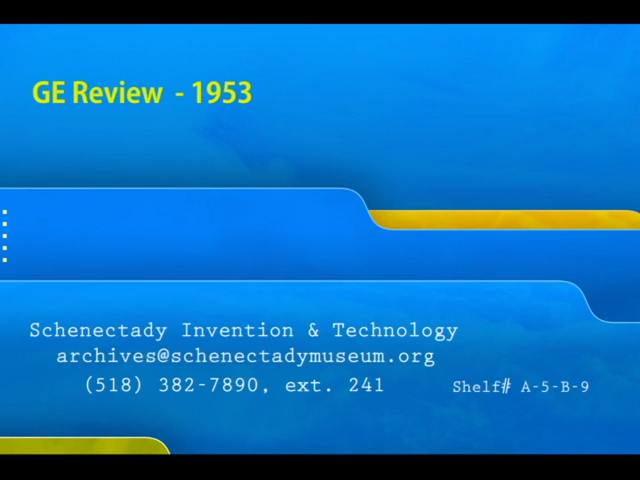 GE Review - 1953
Schenectady Invention & Technology
archives@schenectadymuseum.org
(518) 382-7890, ext. 241
Shelf# A-5-B-9